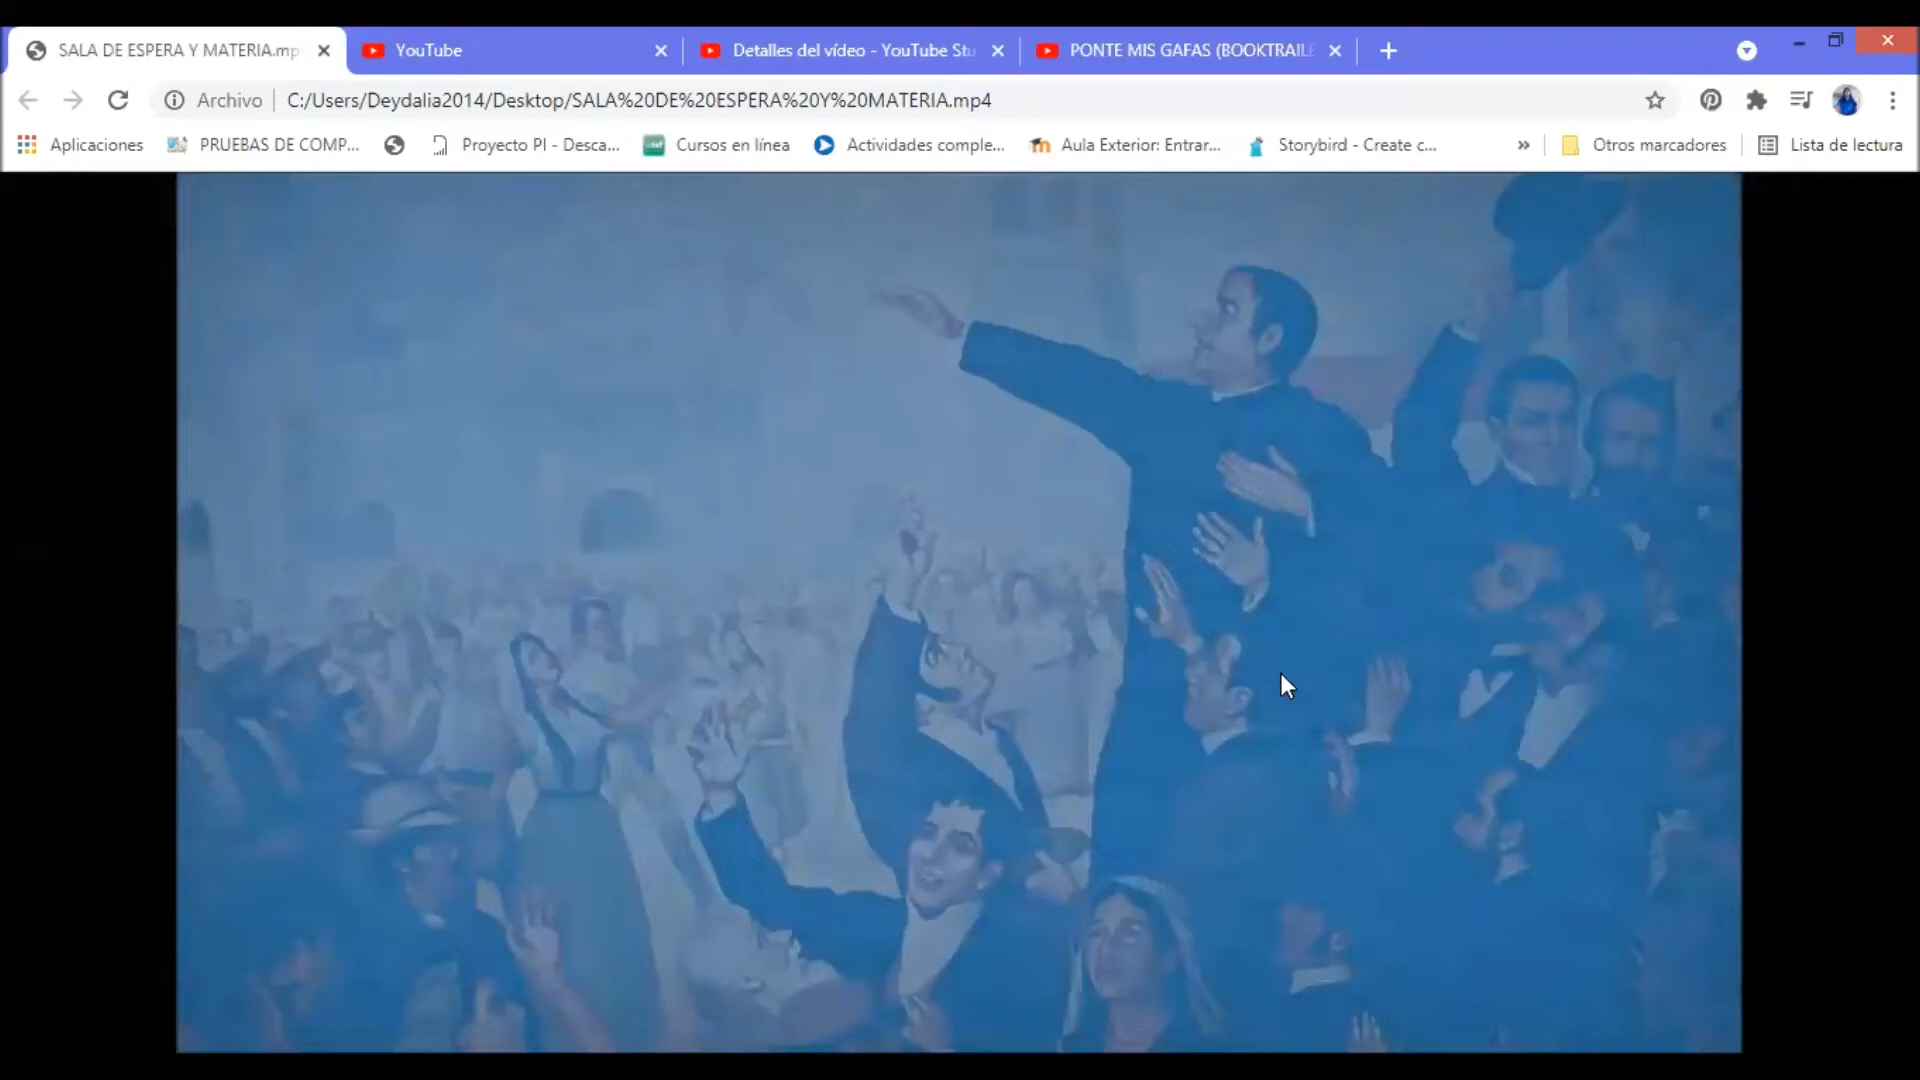 SALA DE ESPERA Y MATERIA.mp
YouTube
Detalles del vídeo - YouTube Stu
PONTE MIS GAFAS (BOOKTRAILE
Archivo
C:/Users/Deydalia2014/Desktop/SALA%20DE%20ESPERA%20Y%20MATERIA.mp4
Aplicaciones
PRUEBAS DE COMP...
Proyecto PI - Desca...
Cursos en línea
Actividades comple...
Aula Exterior: Entrar...
Storybird - Create c...
»
Otros marcadores
Lista de lectura